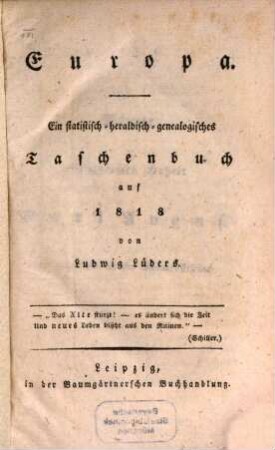 Europa.
Ein statistisch-heraldisch-genealogisches
Taschenbuch
auf
1818
von
Ludwig Lüders.
— „Das Alte stürzt! — es ändert sich die Zeit
Und neues Leben blüht aus den Ruinen.“ —
(Schiller.)
Leipzig,
in der Baumgärtnerschen Buchhandlung.